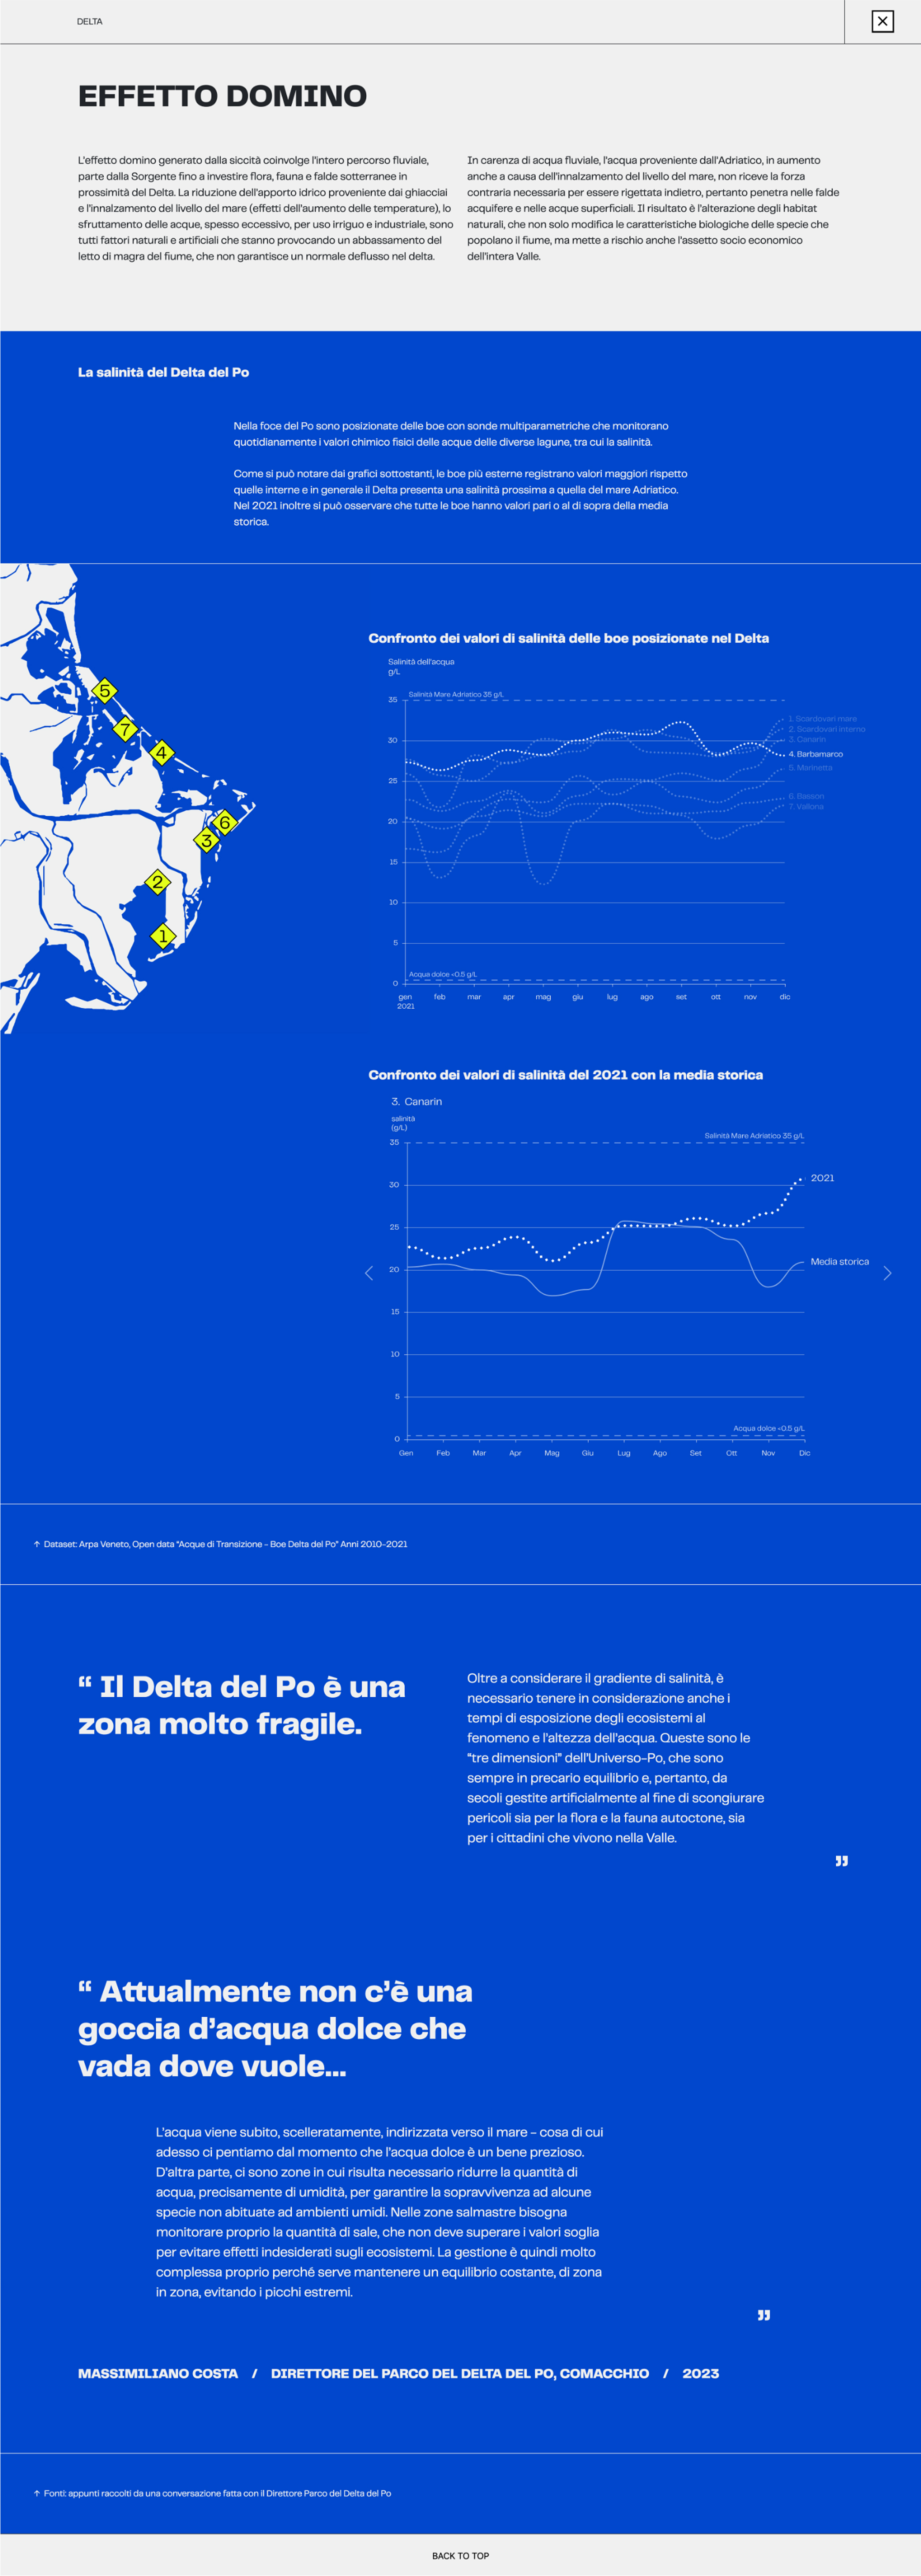 DELTA
EFFETTO DOMINO
L'effetto domino generato dalla siccità coinvolge l'intero percorso fluviale,
parte dalla Sorgente fino a investire flora, fauna e falde sotterranee in
prossimità del Delta. La riduzione dell'apporto idrico proveniente dai ghiacciai
e l'innalzamento del livello del mare (effetti dell'aumento delle temperature), lo
sfruttamento delle acque, spesso eccessivo, per uso irriguo e industriale, sono
tutti fattori naturali e artificiali che stanno provocando un abbassamento del
letto di magra del fiume, che non garantisce un normale deflusso nel delta.
In carenza di acqua fluviale, l'acqua proveniente dall'Adriatico, in aumento
anche a causa dell'innalzamento del livello del mare, non riceve la forza
contraria necessaria per essere rigettata indietro, pertanto penetra nelle falde
acquifere e nelle acque superficiali. Il risultato è l'alterazione degli habitat
naturali, che non solo modifica le caratteristiche biologiche delle specie che
popolano il fiume, ma mette a rischio anche l'assetto socio economico
dell'intera Valle.
La salinità del Delta del Po
Nella foce del Po sono posizionate delle boe con sonde multiparametriche che monitorano
quotidianamente i valori chimico fisici delle acque delle diverse lagune, tra cui la salinità.
Come si può notare dai grafici sottostanti, le boe più esterne registrano valori maggiori rispetto
quelle interne e in generale il Delta presenta una salinità prossima a quella del mare Adriatico.
Nel 2021 inoltre si può osservare che tutte le boe hanno valori pari o al di sopra della media
storica.
5
7
4
6
3
2
1
Confronto dei valori di salinità delle boe posizionate nel Delta
Salinità dell'acqua
g/L
Salinità Mare Adriatico 35 g/L
35
30
25
20
15
10
5
0
1. Scardovari mare
2. Scardovari interno
3. Canarin
4. Barbamarco
5. Marinetta
6. Basson
7. Vallona
Acqua dolce <0.5 g/L
gen feb mar apr mag giu lug ago set ott nov dic
2021
Confronto dei valori di salinità del 2021 con la media storica
3. Canarin
salinità
(g/L)
Salinità Mare Adriatico 35 g/L
35
30
25
20
15
10
5
0
2021
Media storica
Acqua dolce <0.5 g/L
Gen Feb Mar Apr Mag Giu Lug Ago Set Ott Nov Dic
↑ Dataset: Arpa Veneto, Open data "Acque di Transizione - Boe Delta del Po" Anni 2010-2021
“ Il Delta del Po è una
zona molto fragile.
Oltre a considerare il gradiente di salinità, è
necessario tenere in considerazione anche i
tempi di esposizione degli ecosistemi al
fenomeno e l'altezza dell'acqua. Queste sono le
“tre dimensioni” dell'Universo-Po, che sono
sempre in precario equilibrio e, pertanto, da
secoli gestite artificialmente al fine di scongiurare
pericoli sia per la flora e la fauna autoctone, sia
per i cittadini che vivono nella Valle.
”
“ Attualmente non c’è una
goccia d’acqua dolce che
vada dove vuole...
L'acqua viene subito, scelleratamente, indirizzata verso il mare – cosa di cui
adesso ci pentiamo dal momento che l'acqua dolce è un bene prezioso.
D'altra parte, ci sono zone in cui risulta necessario ridurre la quantità di
acqua, precisamente di umidità, per garantire la sopravvivenza ad alcune
specie non abituate ad ambienti umidi. Nelle zone salmastre bisogna
monitorare proprio la quantità di sale, che non deve superare i valori soglia
per evitare effetti indesiderati sugli ecosistemi. La gestione è quindi molto
complessa proprio perché serve mantenere un equilibrio costante, di zona
in zona, evitando i picchi estremi.
”
MASSIMILIANO COSTA / DIRETTORE DEL PARCO DEL DELTA DEL PO, COMACCHIO / 2023
↑ Fonti: appunti raccolti da una conversazione fatta con il Direttore Parco del Delta del Po
BACK TO TOP